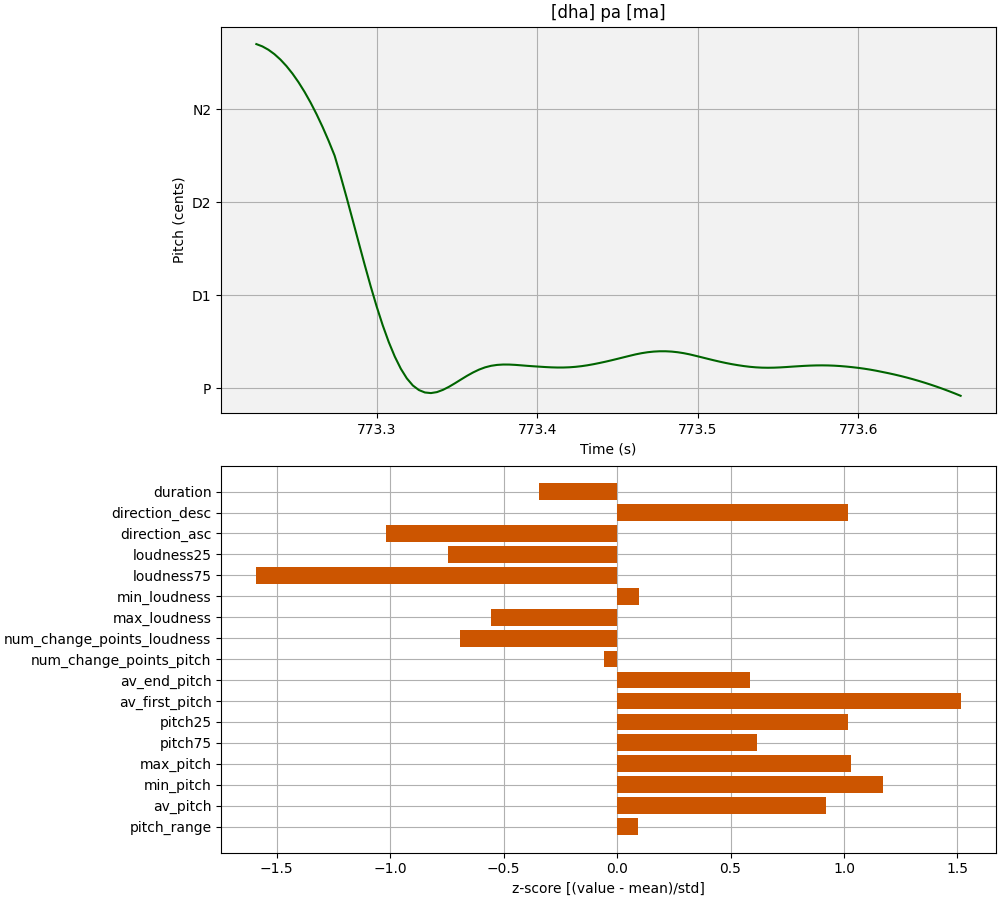 [dha] pa [ma]
Pitch (cents)
N2
D2
D1
P
773.3
773.4
773.5
773.6
Time (s)
duration
direction_desc
direction_asc
loudness25
loudness75
min_loudness
max_loudness
num_change_points_loudness
num_change_points_pitch
av_end_pitch
av_first_pitch
pitch25
pitch75
max_pitch
min_pitch
av_pitch
pitch_range
−1.5
−1.0
−0.5
0.0
0.5
1.0
1.5
z-score [(value - mean)/std]